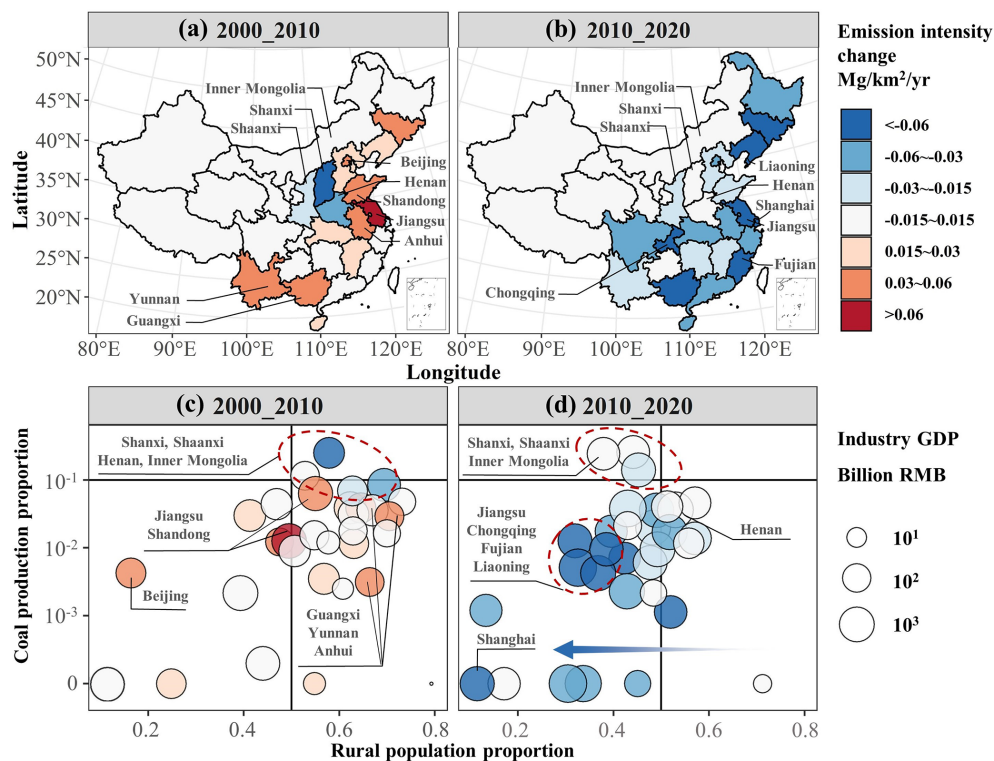 (a) 2000_2010
(b) 2010_2020
Emission intensity
change
Mg/km²/yr
<-0.06
-0.06~-0.03
-0.03~-0.015
-0.015~0.015
0.015~0.03
0.03~0.06
>0.06
Latitude
50°N
45°N
40°N
35°N
30°N
25°N
20°N
Inner Mongolia
Shanxi
Shaanxi
Beijing
Henan
Shandong
Jiangsu
Anhui
Yunnan
Guangxi
Inner Mongolia
Shanxi
Shaanxi
Liaoning
Henan
Shanghai
Jiangsu
Fujian
Chongqing
80°E 90°E 100°E 110°E 120°E
80°E 90°E 100°E 110°E 120°E
Longitude
(c) 2000_2010
(d) 2010_2020
Coal production proportion
10⁻¹
10⁻²
10⁻³
0
Shanxi, Shaanxi
Henan, Inner Mongolia
Jiangsu
Shandong
Beijing
Guangxi
Yunnan
Anhui
Shanxi, Shaanxi
Inner Mongolia
Jiangsu
Chongqing
Fujian
Liaoning
Henan
Shanghai
0.2 0.4 0.6 0.8
0.2 0.4 0.6 0.8
Rural population proportion
Industry GDP
Billion RMB
10¹
10²
10³